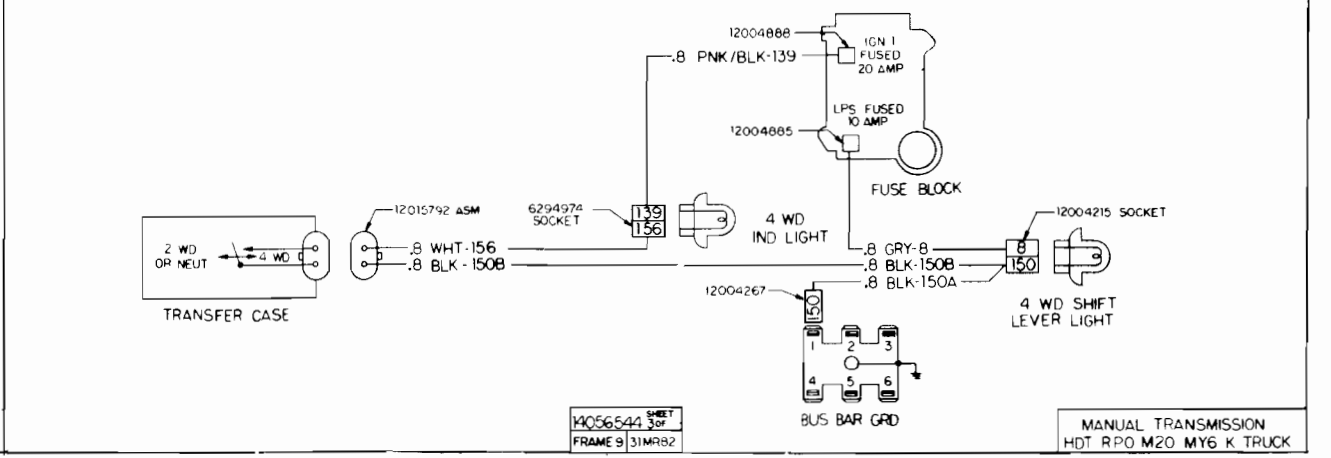 12004888
IGN 1
FUSED
20 AMP
.8 PNK/BLK-139
LPS FUSED
10 AMP
12004885
FUSE BLOCK
12015792 ASM
6294974
SOCKET
139
156
4 WD
IND LIGHT
12004215 SOCKET
2 WD
OR NEUT
4 WD
.8 WHT-156
.8 BLK-150B
.8 GRY-8
.8 BLK-150B
.8 BLK-150A
8
150
TRANSFER CASE
12004267
150
4 WD SHIFT
LEVER LIGHT
1 2 3
4 5 6
BUS BAR GRD
14056544 SHEET 3 OF
FRAME 9 31MR82
MANUAL TRANSMISSION
HDT RPO M20 MY6 K TRUCK